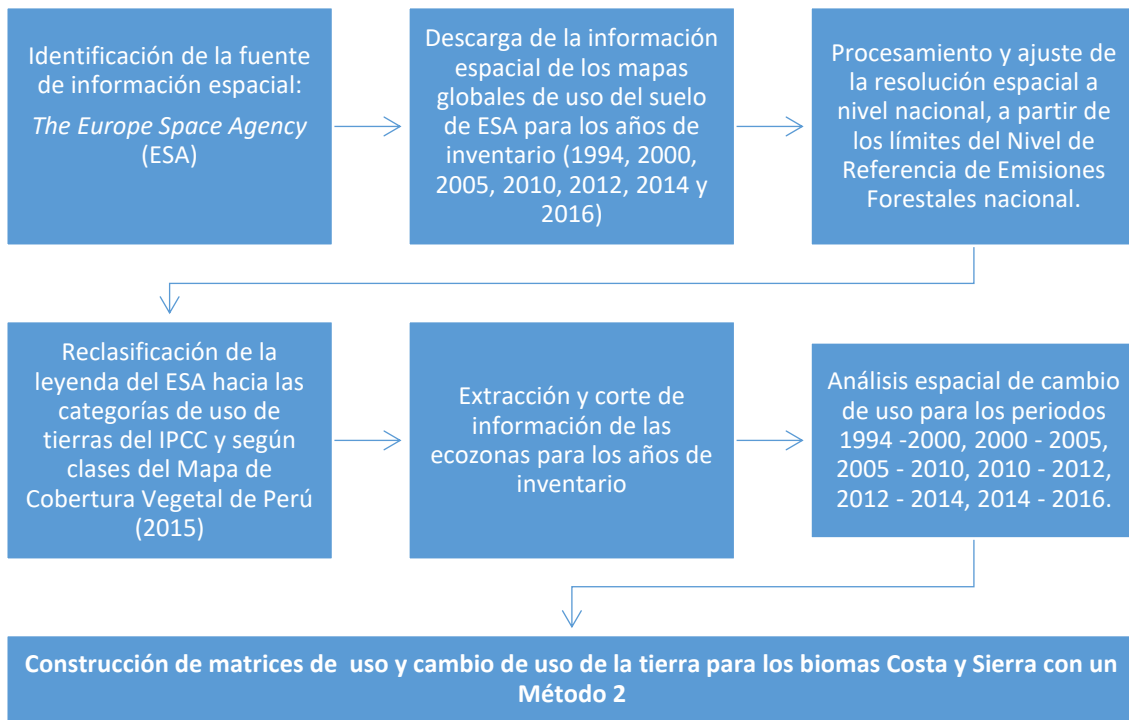 Identificación de la fuente
de información espacial:
The Europe Space Agency
(ESA)
Descarga de la información
espacial de los mapas
globales de uso del suelo
de ESA para los años de
inventario (1994, 2000,
2005, 2010, 2012, 2014 y
2016)
Procesamiento y ajuste de
la resolución espacial a
nivel nacional, a partir de
los límites del Nivel de
Referencia de Emisiones
Forestales nacional.
Reclasificación de la
leyenda del ESA hacia las
categorías de uso de
tierras del IPCC y según
clases del Mapa de
Cobertura Vegetal de Perú
(2015)
Extracción y corte de
información de las
ecozonas para los años de
inventario
Análisis espacial de cambio
de uso para los periodos
1994 -2000, 2000 - 2005,
2005 - 2010, 2010 - 2012,
2012 - 2014, 2014 - 2016.
Construcción de matrices de uso y cambio de uso de la tierra para los biomas Costa y Sierra con un
Método 2